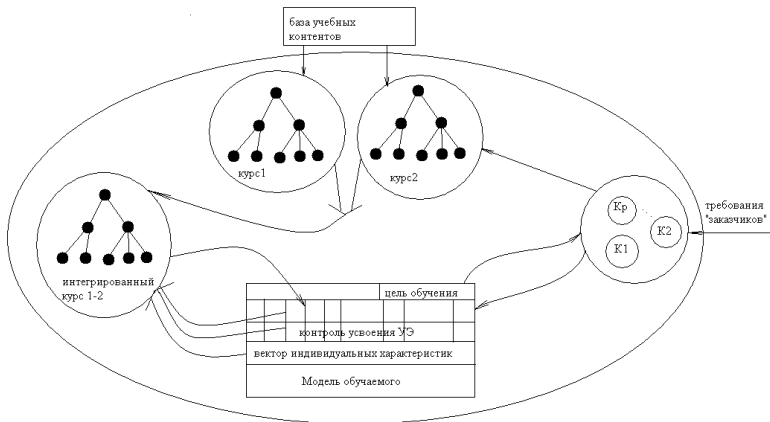 база учебных
контентов
курс1
курс2
требования
"заказчиков"
Кр
К2
К1
интегрированный
курс 1-2
цель обучения
контроль усвоения УЭ
вектор индивидуальных характеристик
Модель обучаемого